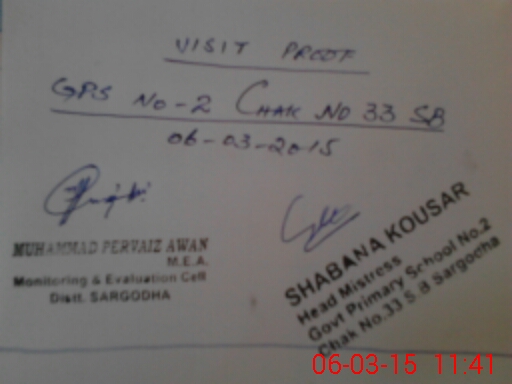 VISIT PROOF
GPS No-2 CHAK NO 33 SB
06-03-2015
MUHAMMAD PERVAIZ AWAN
M.E.A.
Monitoring & Evaluation Cell
Distt. SARGODHA
SHABANA KOUSAR
Head Mistress
Govt Primary School No.2
Chak No.33 S.B Sargodha
06-03-15 11:41